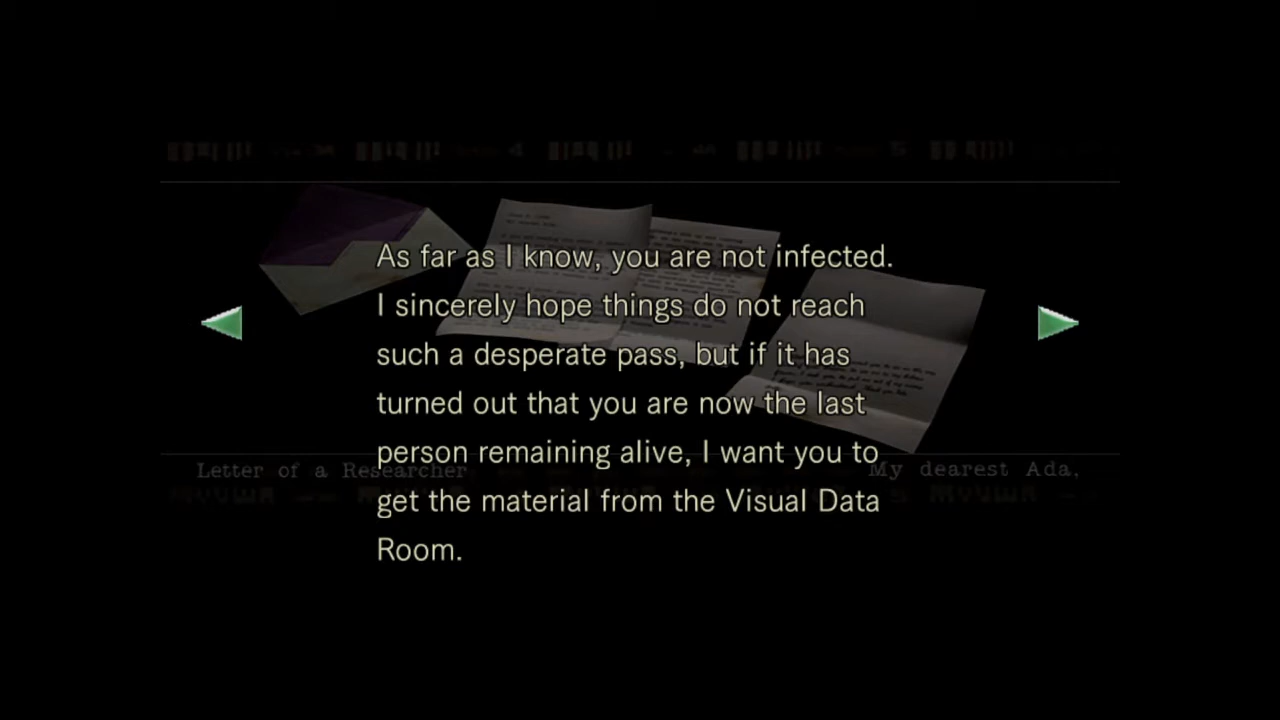 As far as I know, you are not infected.
I sincerely hope things do not reach
such a desperate pass, but if it has
turned out that you are now the last
person remaining alive, I want you to
get the material from the Visual Data
Room.
Letter of a Researcher
My dearest Ada,